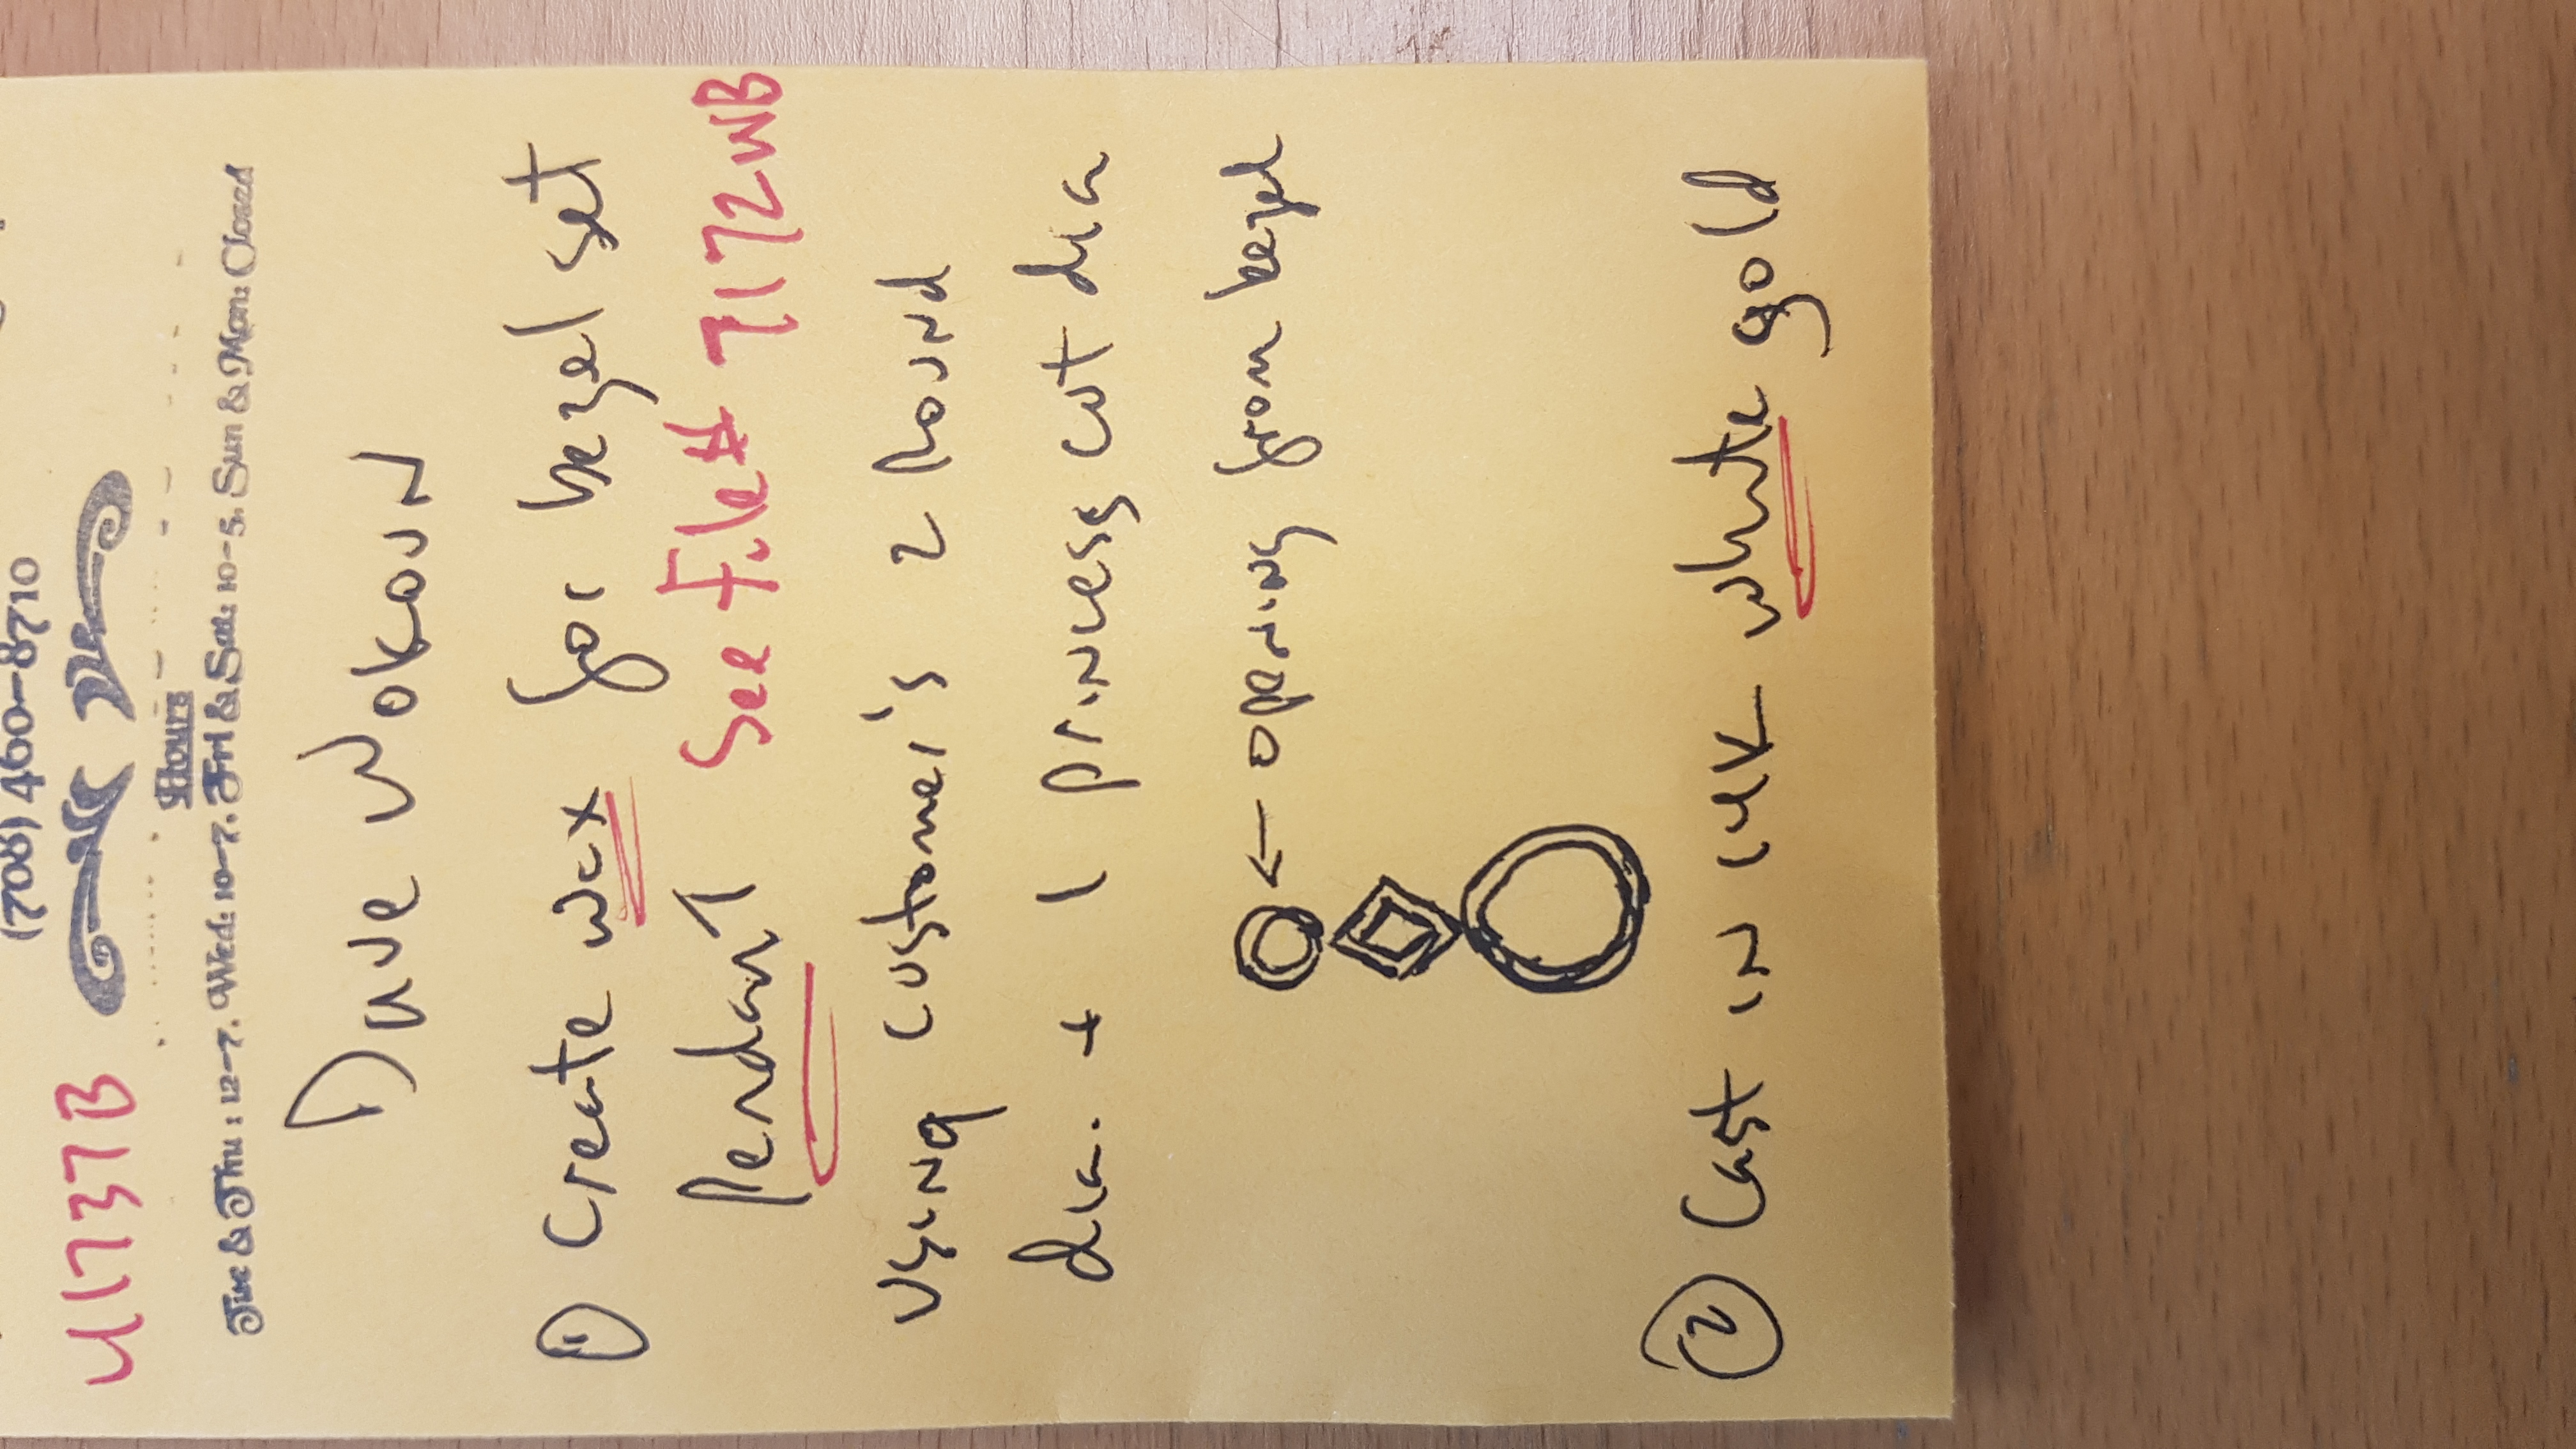 (708) 460-8710
41737B
Hours
Tue & Thu : 12-7, Wed: 10-7, Fri & Sat: 10-5, Sun & Mon: Closed
Dave Wokoun
① Create wax for bezel set
Pendant See File # 7172WB
Using customer's 2 Round
dia. + 1 princess cut dia
← opening from bezel
② Cast in 14K white gold